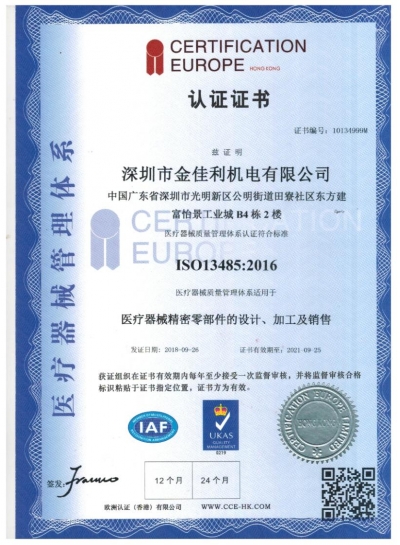 CERTIFICATION
EUROPE HONG KONG
认证证书
证书编号：10134999M
兹证明
深圳市金佳利机电有限公司
中国广东省深圳市光明新区公明街道田寮社区东方建
富怡景工业城 B4 栋 2 楼
医疗器械质量管理体系认证符合标准
ISO13485:2016
医疗器械质量管理体系适用于
医疗器械精密零部件的设计、加工及销售
发证日期：2018-09-26 证书有效期至：2021-09-25
获证组织在证书有效期内每年至少接受一次监督审核，并将监督审核合格
标识粘贴于证书指定位置，证书方为有效。
医疗器械管理体系
CERTIFICATION
EUROPE
IAF
UKAS
QUALITY
MANAGEMENT
8218
CERTIFICATION EUROPE LIMITED
签发：
12 个月
24 个月
欧洲认证（香港）有限公司
WWW.CCE-HK.COM